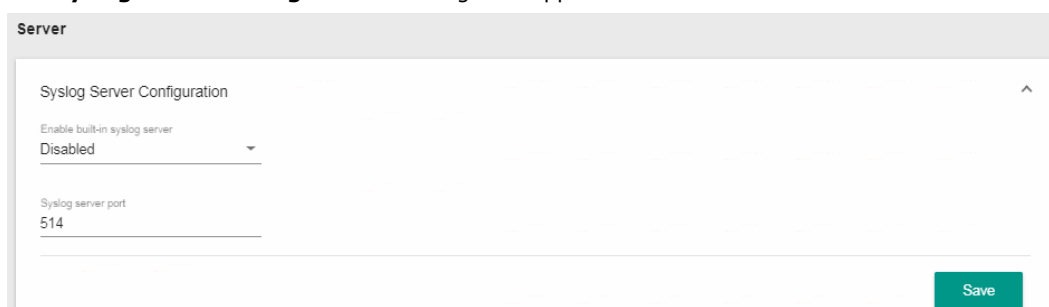 Server
Syslog Server Configuration
Enable built-in syslog server
Disabled
Syslog server port
514
Save